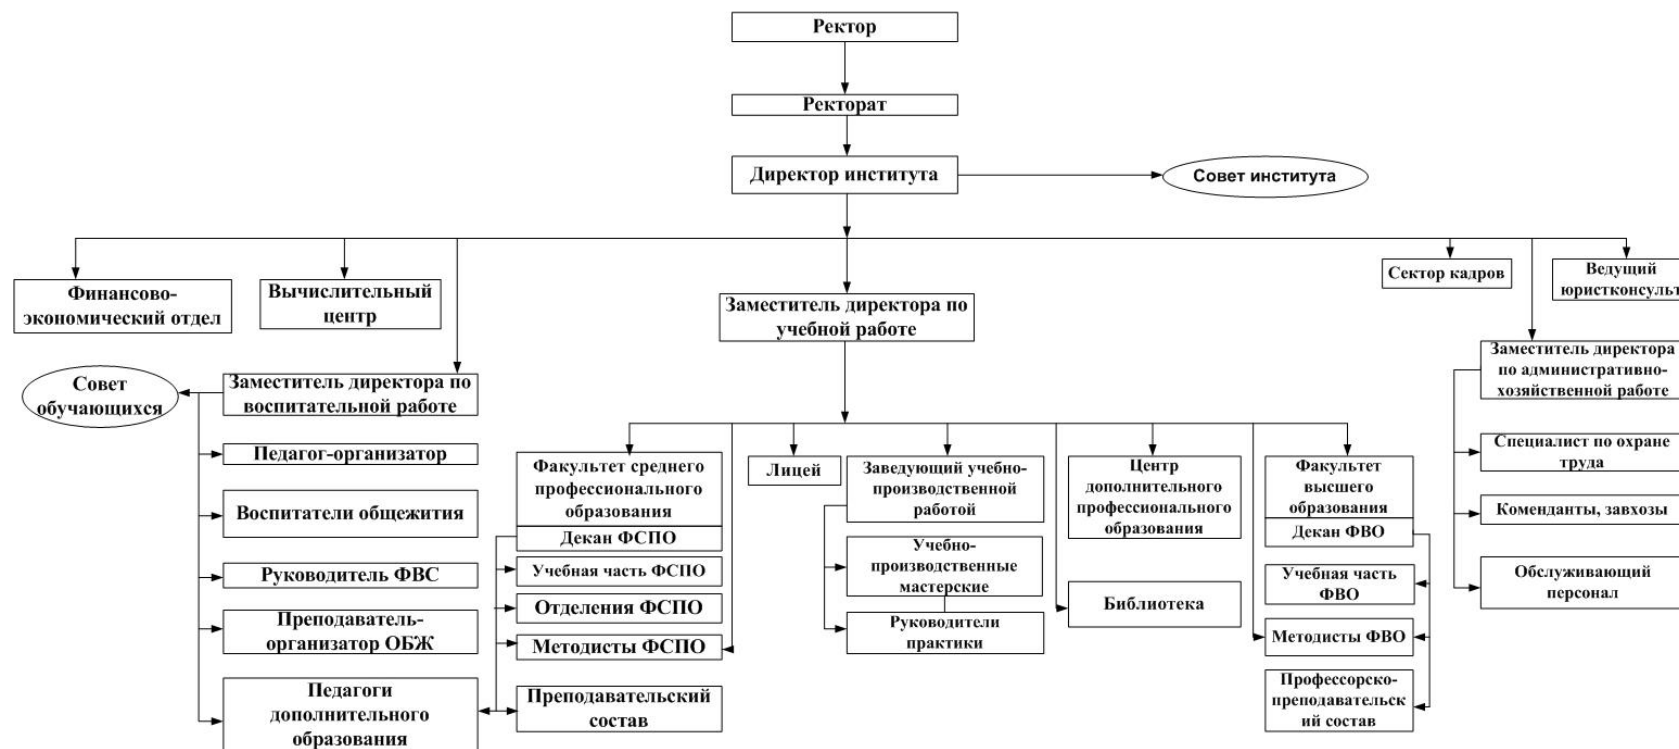 Ректор
Ректорат
Директор института
Совет института
Финансово-
экономический отдел
Вычислительный
центр
Заместитель директора по
учебной работе
Сектор кадров
Ведущий
юристконсульт
Совет
обучающихся
Заместитель директора по
воспитательной работе
Педагог-организатор
Воспитатели общежития
Руководитель ФВС
Преподаватель-
организатор ОБЖ
Педагоги
дополнительного
образования
Факультет среднего
профессионального
образования
Декан ФСПО
Учебная часть ФСПО
Отделения ФСПО
Методисты ФСПО
Преподавательский
состав
Лицей
Заведующий учебно-
производственной
работой
Учебно-
производственные
мастерские
Руководители
практики
Центр
дополнительного
профессионального
образования
Библиотека
Факультет
высшего
образования
Декан ФВО
Учебная часть
ФВО
Методисты ФВО
Профессорско-
преподавательск
ий состав
Заместитель директора
по административно-
хозяйственной работе
Специалист по охране
труда
Коменданты, завхозы
Обслуживающий
персонал